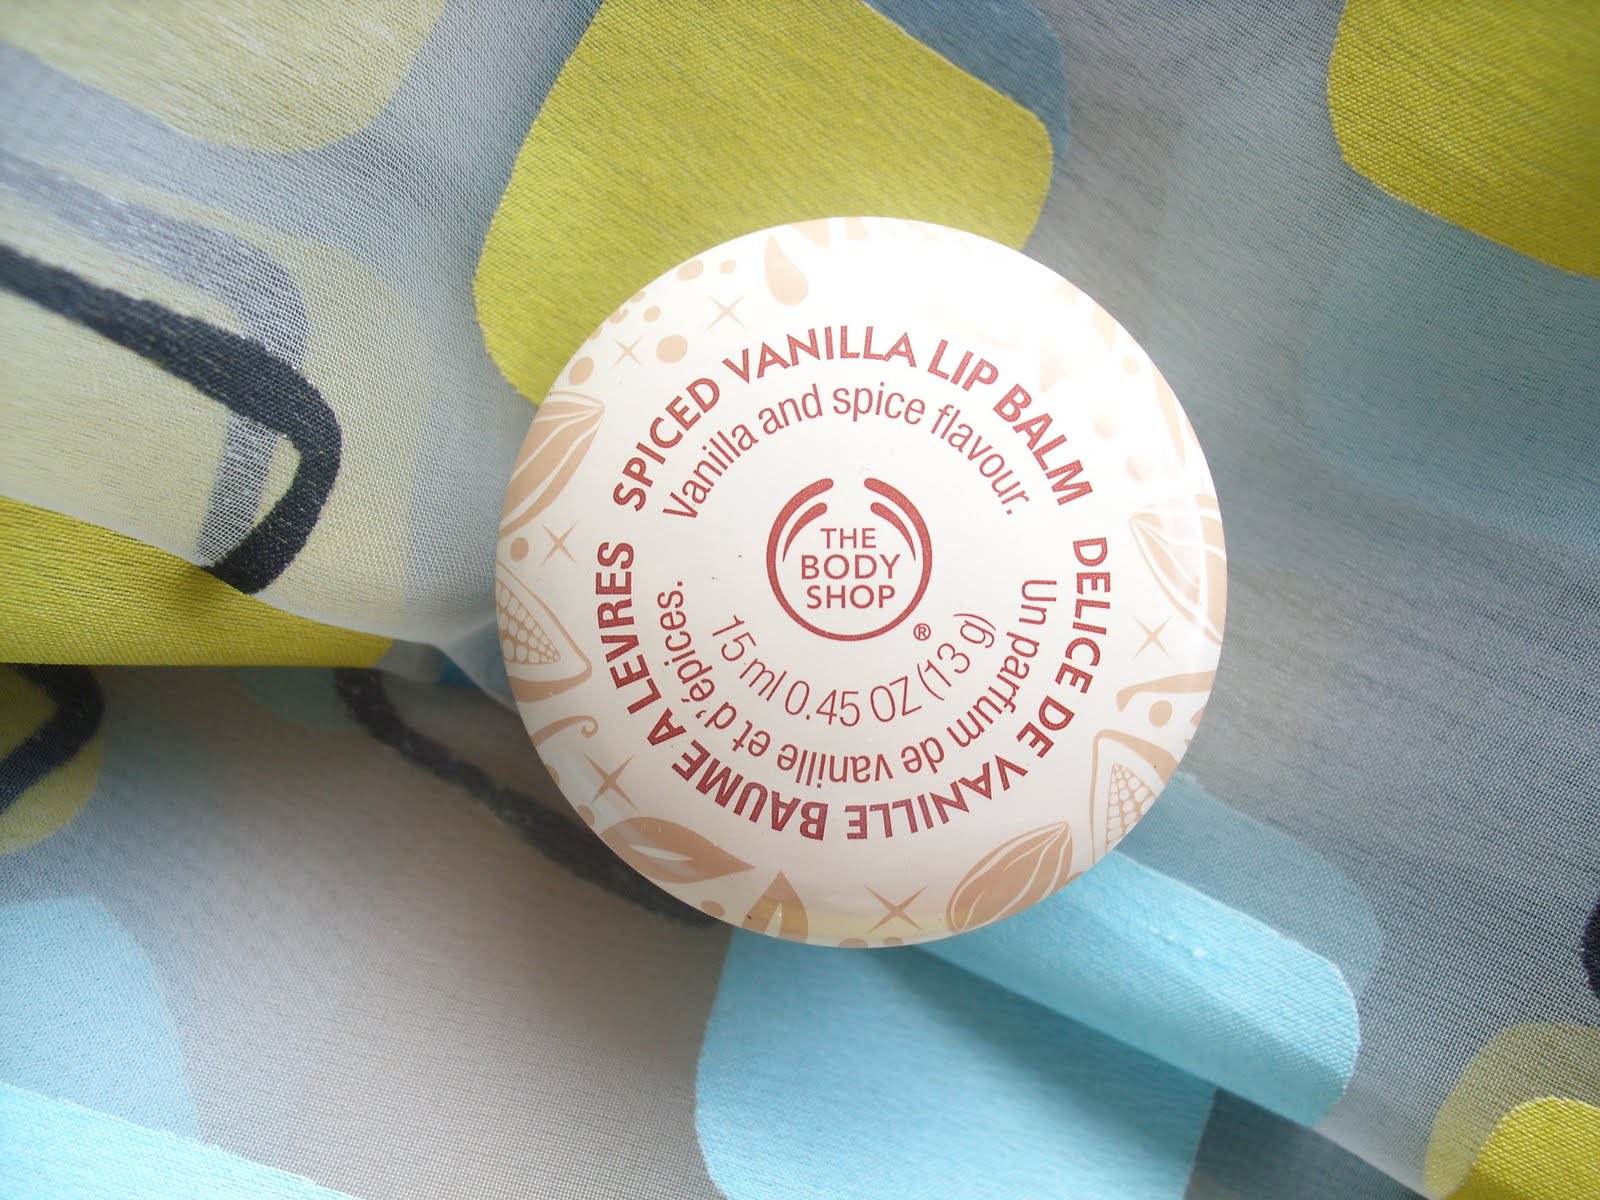 SPICED VANILLA LIP BALM
Vanilla and spice flavour.
THE
BODY
SHOP
®
15 ml 0.45 OZ (13 g)
Un parfum de vanille et d'épices.
DELICE DE VANILLE BAUME A LEVRES